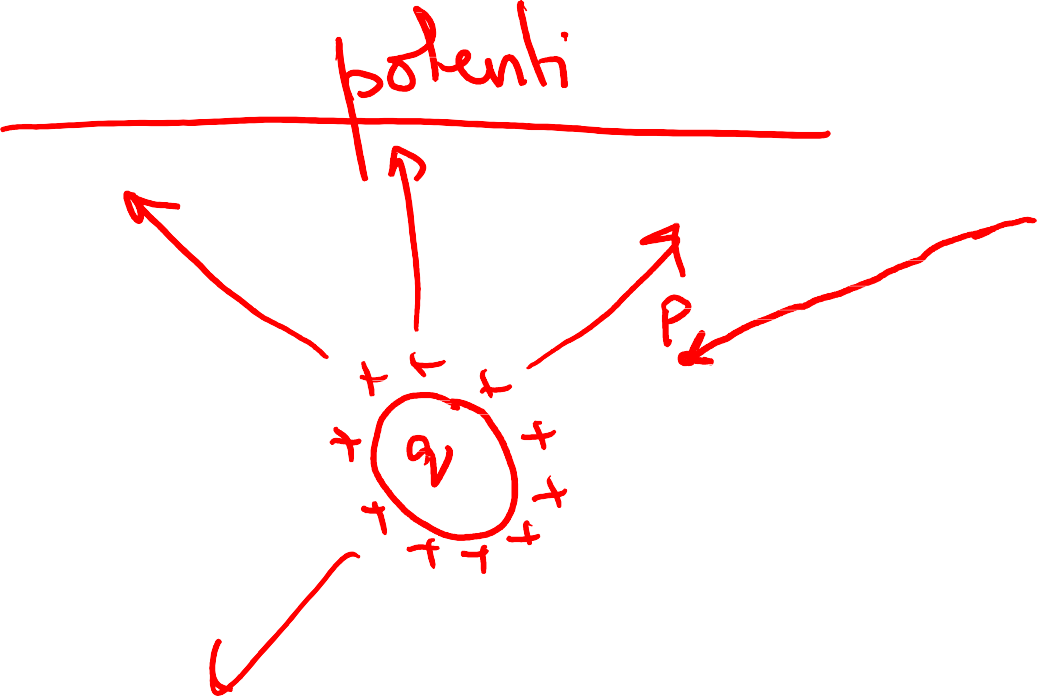 potenti
P
+ + +
+ +
q
+
+ + + +